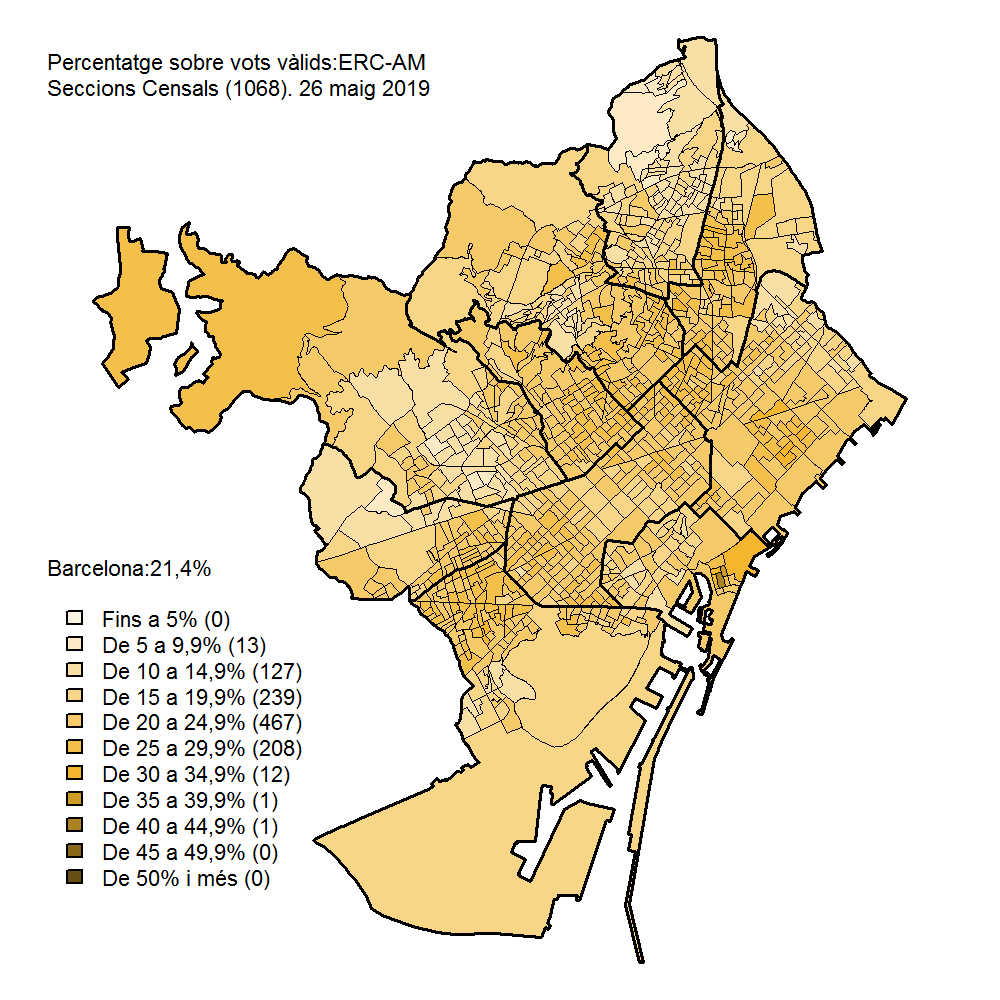 Percentatge sobre vots vàlids:ERC-AM
Seccions Censals (1068). 26 maig 2019
Barcelona:21,4%
Fins a 5% (0)
De 5 a 9,9% (13)
De 10 a 14,9% (127)
De 15 a 19,9% (239)
De 20 a 24,9% (467)
De 25 a 29,9% (208)
De 30 a 34,9% (12)
De 35 a 39,9% (1)
De 40 a 44,9% (1)
De 45 a 49,9% (0)
De 50% i més (0)